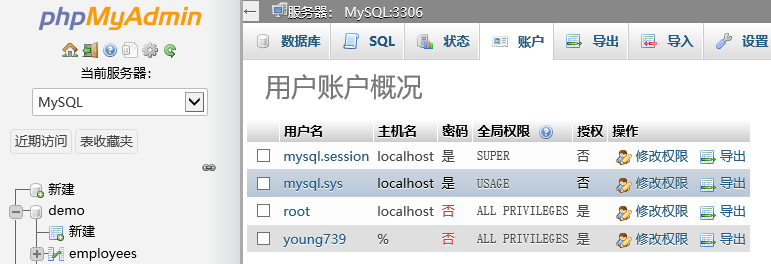 phpMyAdmin
当前服务器：
MySQL
近期访问 表收藏夹
新建
demo
新建
employees
服务器： MySQL:3306
数据库 SQL 状态 账户 导出 导入 设置
用户账户概况
用户名 主机名 密码 全局权限 授权 操作
mysql.session localhost 是 SUPER 否 修改权限 导出
mysql.sys localhost 是 USAGE 否 修改权限 导出
root localhost 否 ALL PRIVILEGES 是 修改权限 导出
young739 % 否 ALL PRIVILEGES 是 修改权限 导出